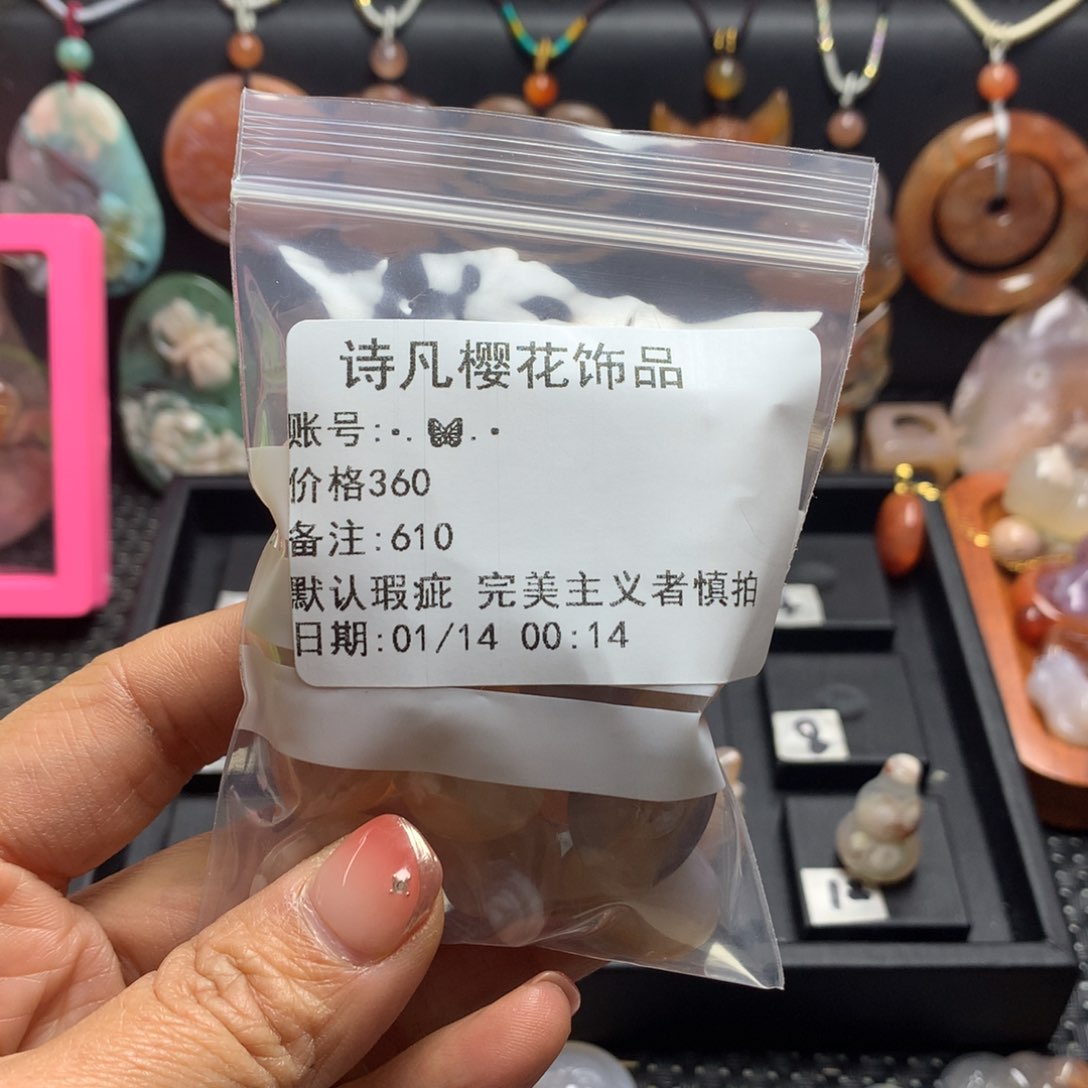 诗凡樱花饰品
账号:·. 🦋. ·
价格360
备注:610
默认瑕疵 完美主义者慎拍
日期:01/14 00:14